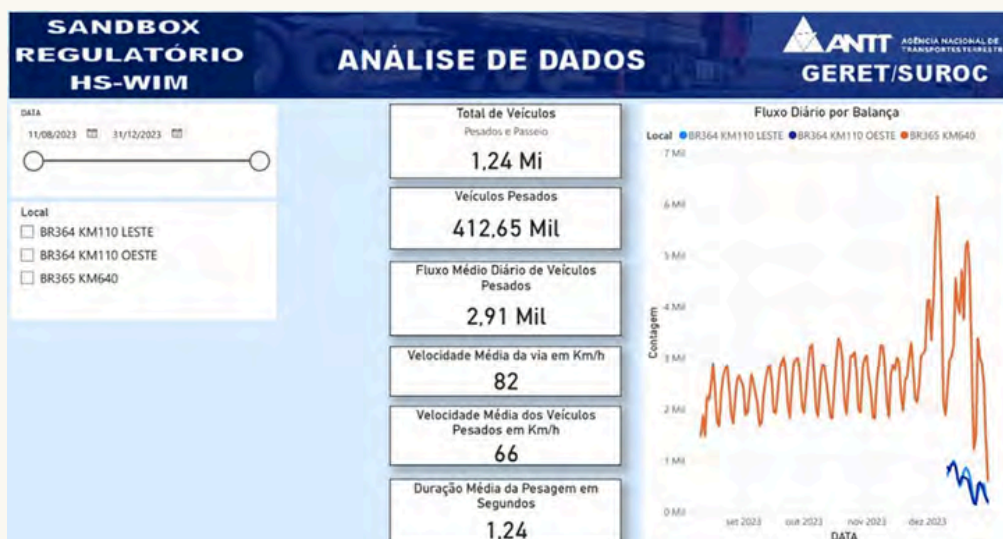 SANDBOX
REGULATÓRIO
HS-WIM
ANÁLISE DE DADOS
ANTT
AGÊNCIA NACIONAL DE
TRANSPORTES TERRESTRES
GERET/SUROC
DATA
11/08/2023
31/12/2023
Local
BR364 KM110 LESTE
BR364 KM110 OESTE
BR365 KM640
Total de Veículos
Pesados e Passeio
1,24 Mi
Veículos Pesados
412,65 Mil
Fluxo Médio Diário de Veículos
Pesados
2,91 Mil
Velocidade Média da via em Km/h
82
Velocidade Média dos Veículos
Pesados em Km/h
66
Duração Média da Pesagem em
Segundos
1,24
Fluxo Diário por Balança
Local BR364 KM110 LESTE BR364 KM110 OESTE BR365 KM640
7 Mil
6 Mil
5 Mil
4 Mil
3 Mil
2 Mil
1 Mil
0 Mil
Contagem
set 2023 out 2023 nov 2023 dez 2023
DATA